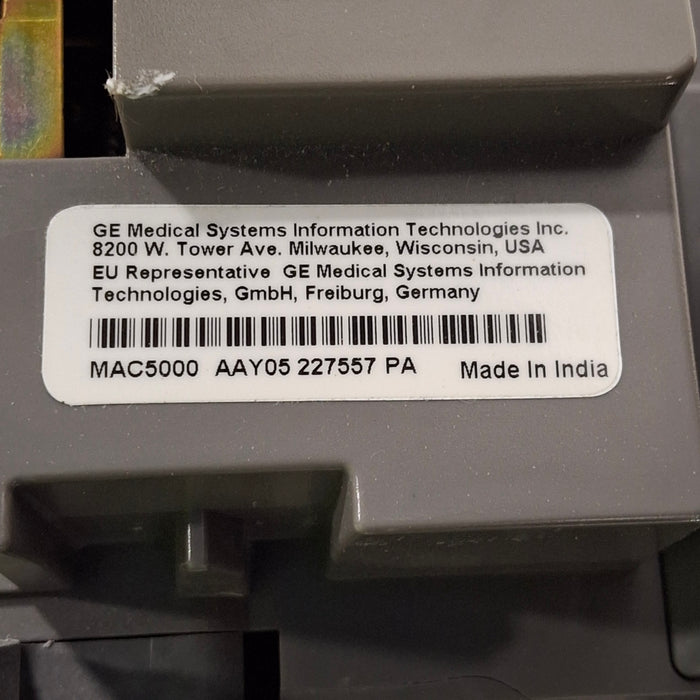 GE Medical Systems Information Technologies Inc.
8200 W. Tower Ave. Milwaukee, Wisconsin, USA
EU Representative GE Medical Systems Information
Technologies, GmbH, Freiburg, Germany
MAC5000 AAY05 227557 PA Made In India